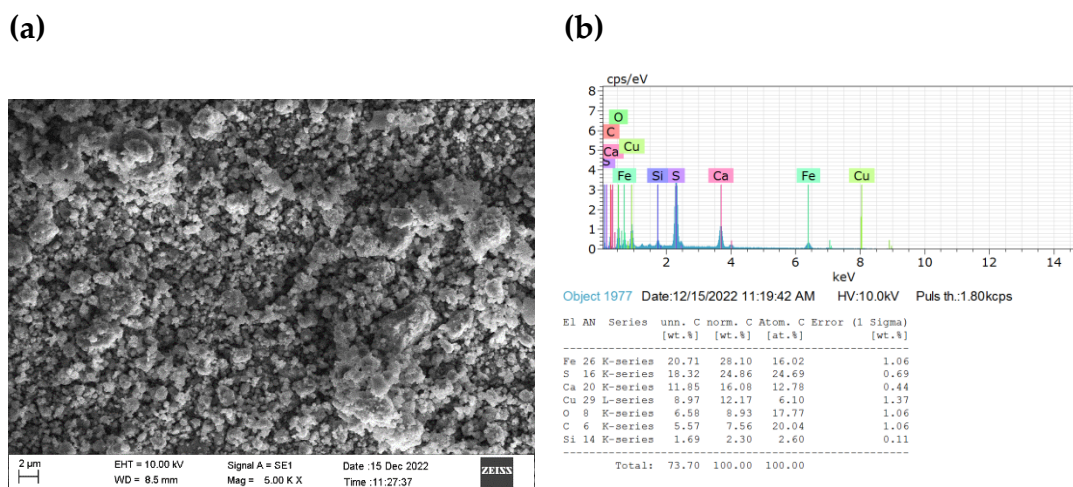 (a)
(b)
2 µm
EHT = 10.00 kV
WD = 8.5 mm
Signal A = SE1
Mag = 5.00 K X
Date :15 Dec 2022
Time :11:27:37
ZEISS
cps/eV
8
7
6
5
4
3
2
1
0
O
C
Cu
Ca
S
Fe
Si
S
Ca
Fe
Cu
2 4 6 8 10 12 14
keV
Object 1977 Date:12/15/2022 11:19:42 AM HV:10.0kV Puls th.:1.80kcps
El AN Series unn. C norm. C Atom. C Error (1 Sigma)
[wt.%] [wt.%] [at.%] [wt.%]
Fe 26 K-series 20.71 28.10 16.02 1.06
S 16 K-series 18.32 24.86 24.69 0.69
Ca 20 K-series 11.85 16.08 12.78 0.44
Cu 29 L-series 8.97 12.17 6.10 1.37
O 8 K-series 6.58 8.93 17.77 1.06
C 6 K-series 5.57 7.56 20.04 1.06
Si 14 K-series 1.69 2.30 2.60 0.11
Total: 73.70 100.00 100.00